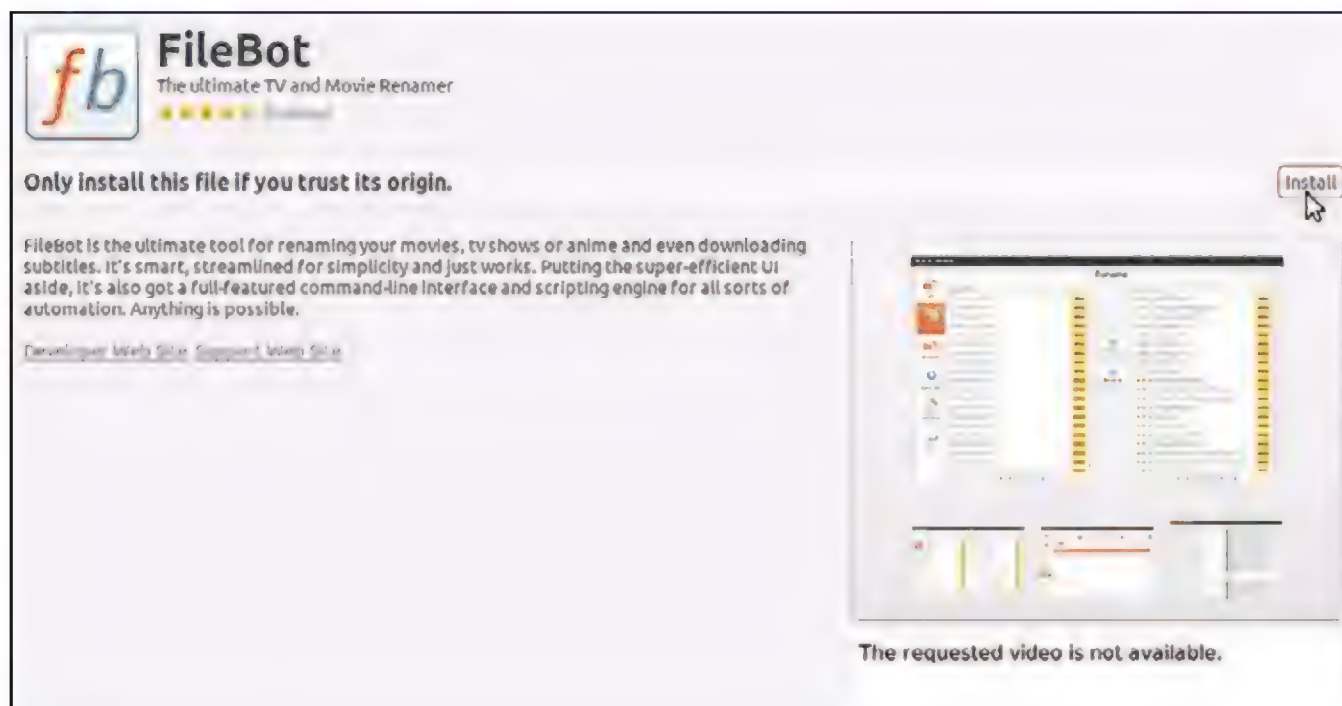 fb
FileBot
The ultimate TV and Movie Renamer
Only install this file if you trust its origin.
Install
FileBot is the ultimate tool for renaming your movies, tv shows or anime and even downloading
subtitles. It's smart, streamlined for simplicity and just works. Putting the super-efficient UI
aside, it's also got a full-featured command-line interface and scripting engine for all sorts of
automation. Anything is possible.
Developer Web Site Support Web Site
Rename
The requested video is not available.